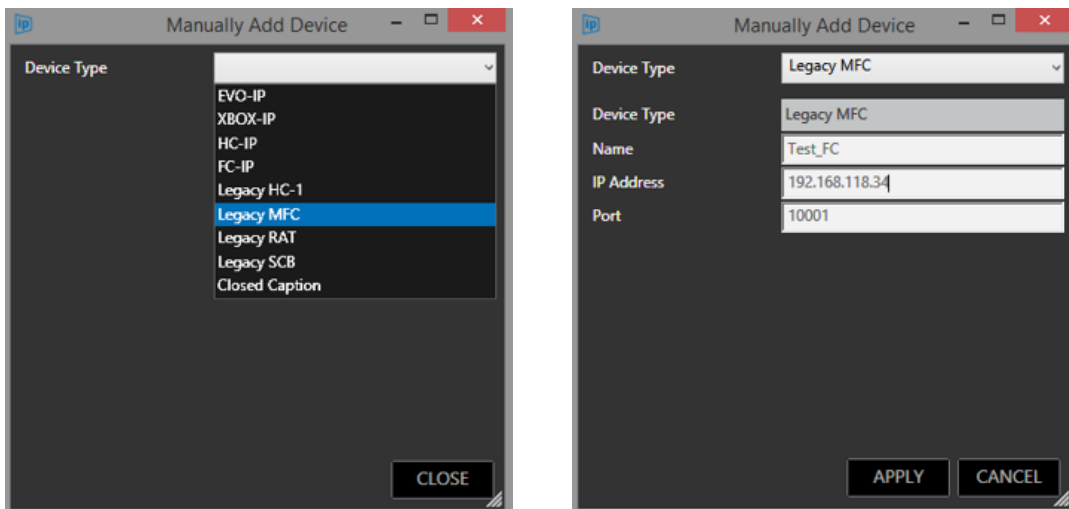 ip Manually Add Device
Device Type
EVO-IP
XBOX-IP
HC-IP
FC-IP
Legacy HC-1
Legacy MFC
Legacy RAT
Legacy SCB
Closed Caption
CLOSE
ip Manually Add Device
Device Type Legacy MFC
Device Type Legacy MFC
Name Test_FC
IP Address 192.168.118.34
Port 10001
APPLY CANCEL